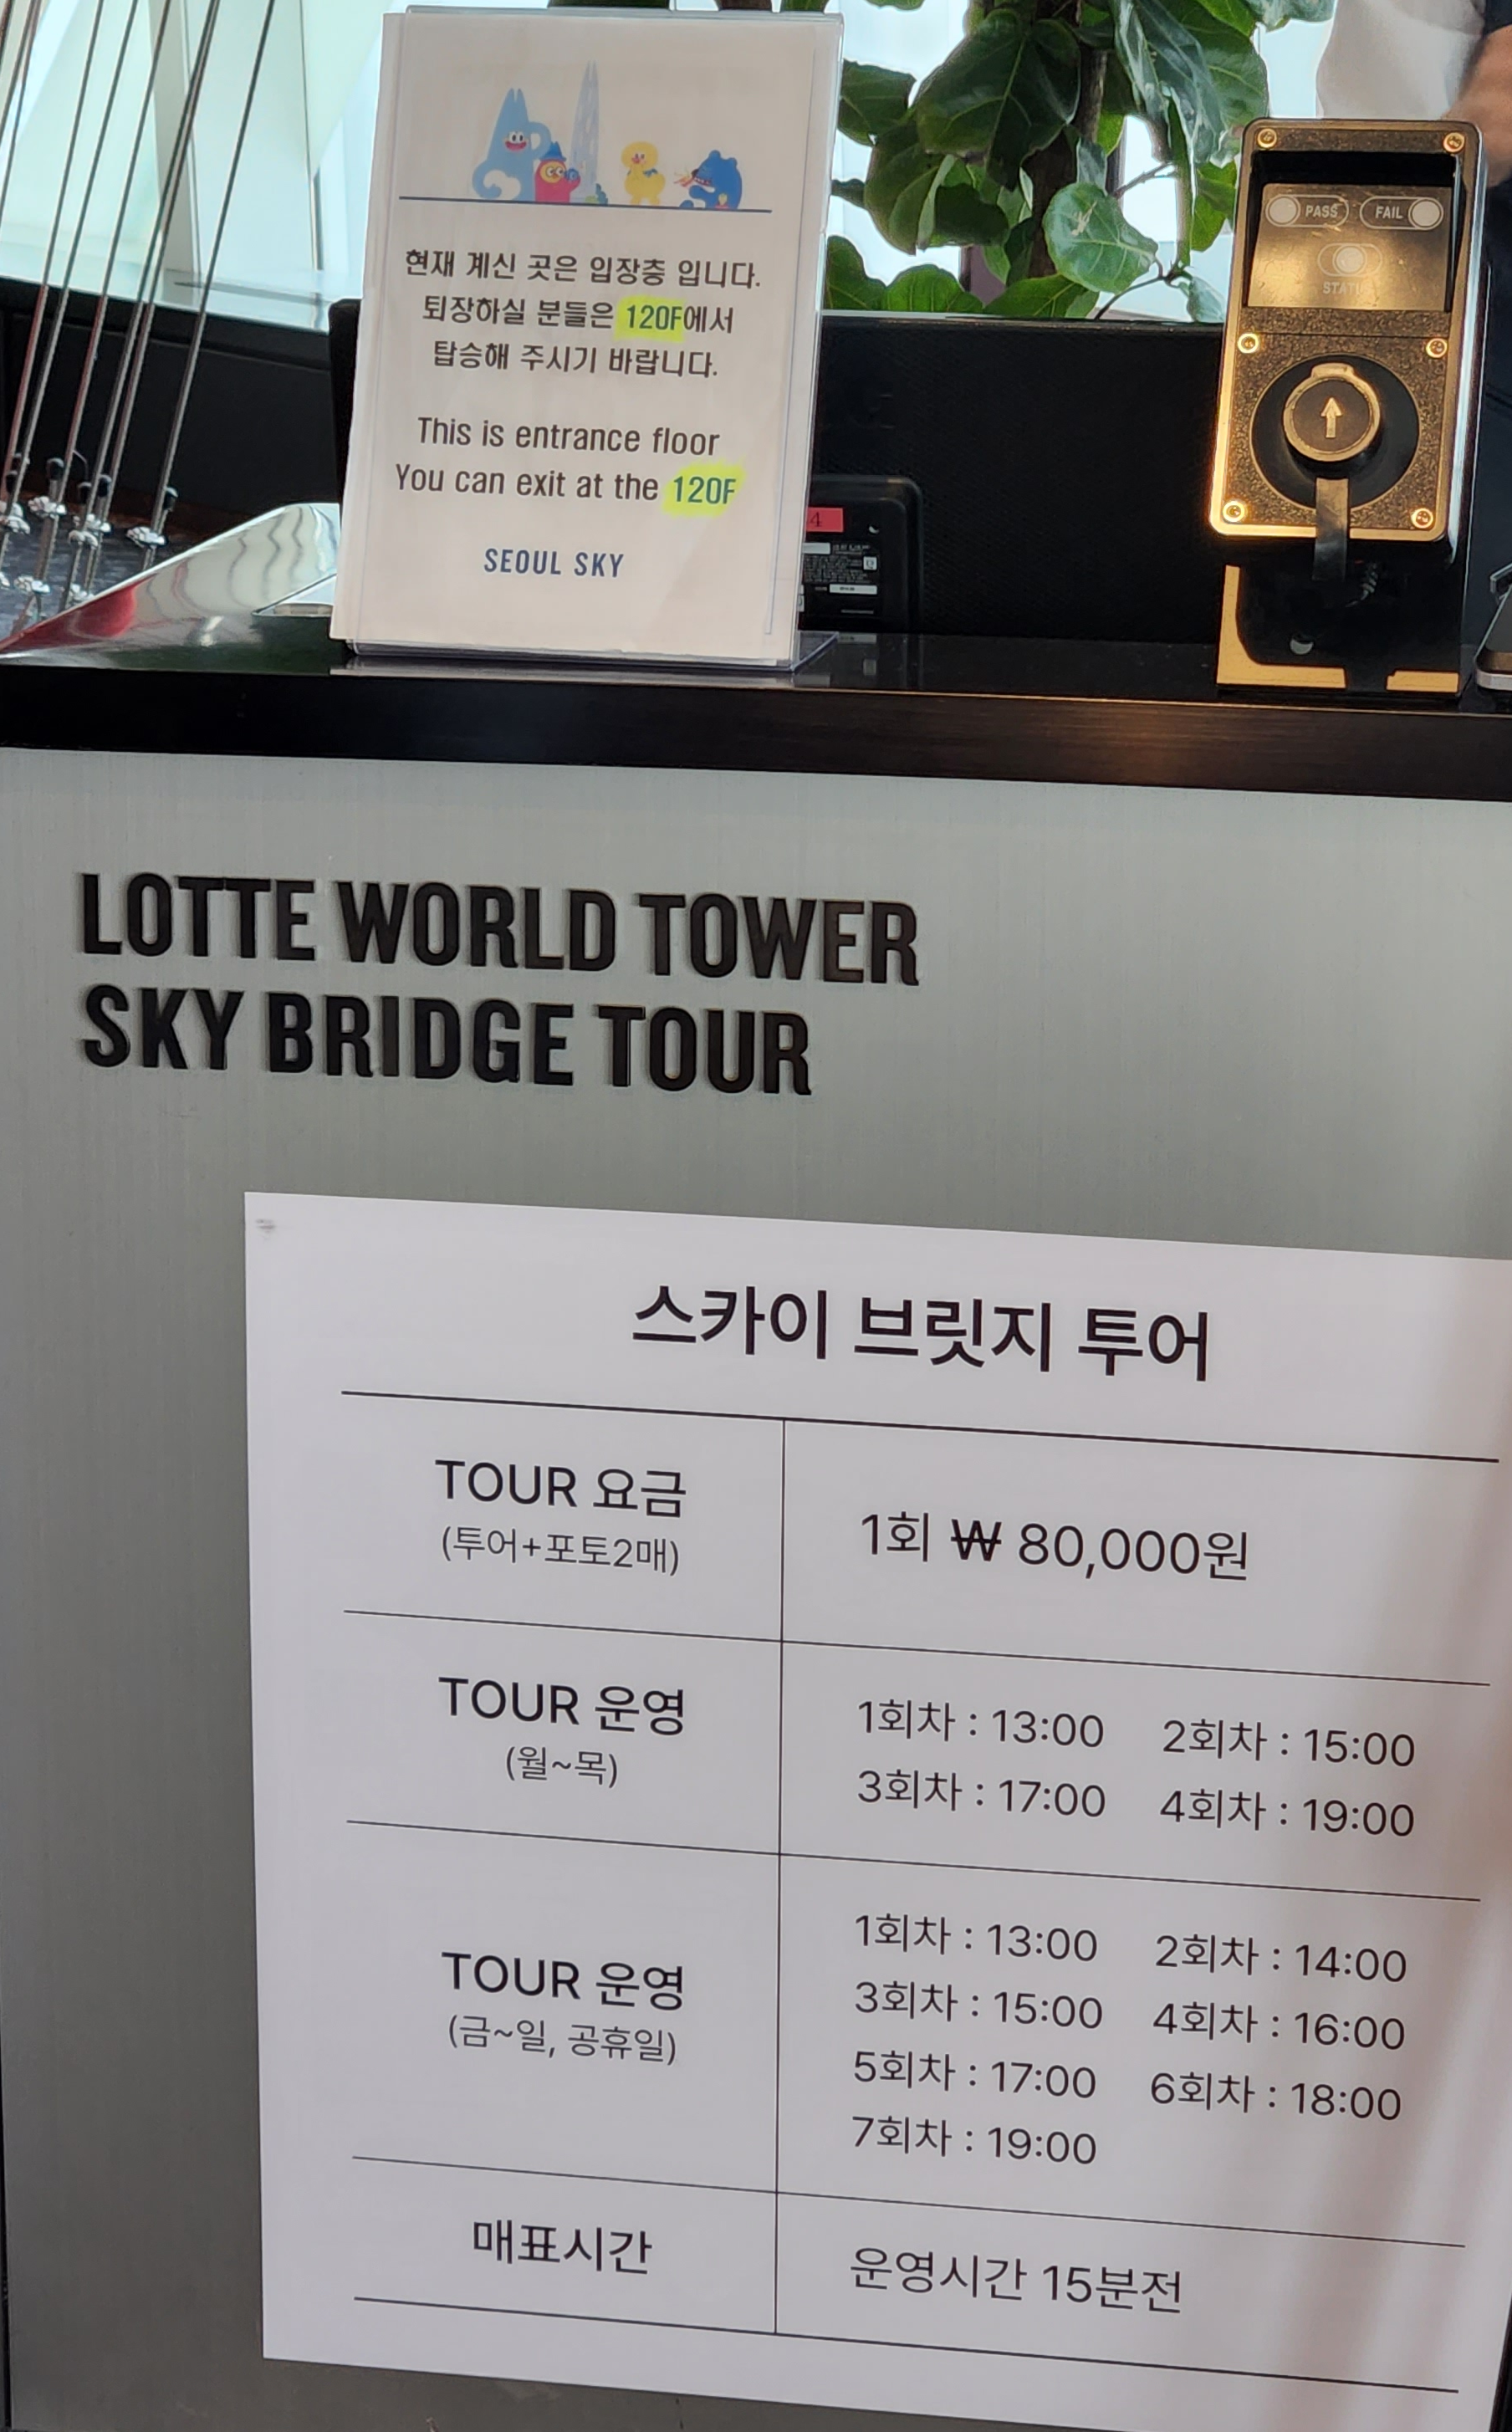 현재 계신 곳은 입장층 입니다.
퇴장하실 분들은 120F에서
탑승해 주시기 바랍니다.
This is entrance floor
You can exit at the 120F
SEOUL SKY
PASS FAIL
4
LOTTE WORLD TOWER
SKY BRIDGE TOUR
스카이 브릿지 투어
TOUR 요금
(투어+포토2매)
1회 ₩ 80,000원
TOUR 운영
(월~목)
1회차 : 13:00 2회차 : 15:00
3회차 : 17:00 4회차 : 19:00
TOUR 운영
(금~일, 공휴일)
1회차 : 13:00 2회차 : 14:00
3회차 : 15:00 4회차 : 16:00
5회차 : 17:00 6회차 : 18:00
7회차 : 19:00
매표시간
운영시간 15분전